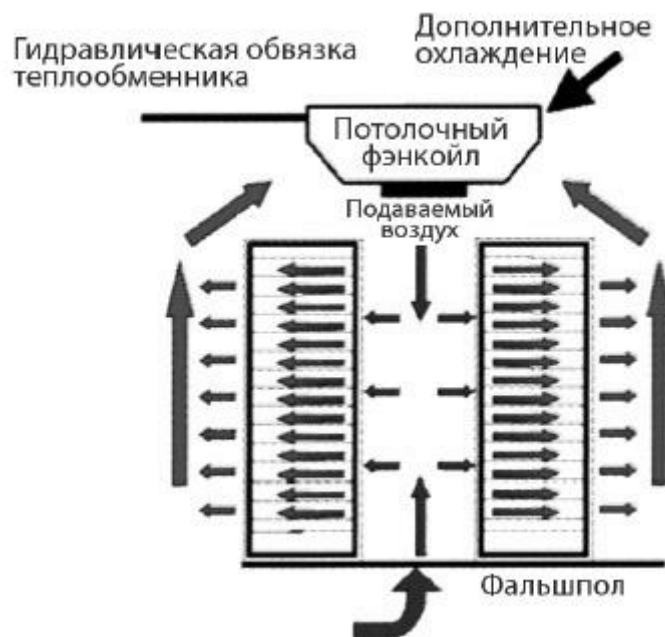 Гидравлическая обвязка
теплообменника
Дополнительное
охлаждение
Потолочный
фэнкойл
Подаваемый
воздух
Фальшпол